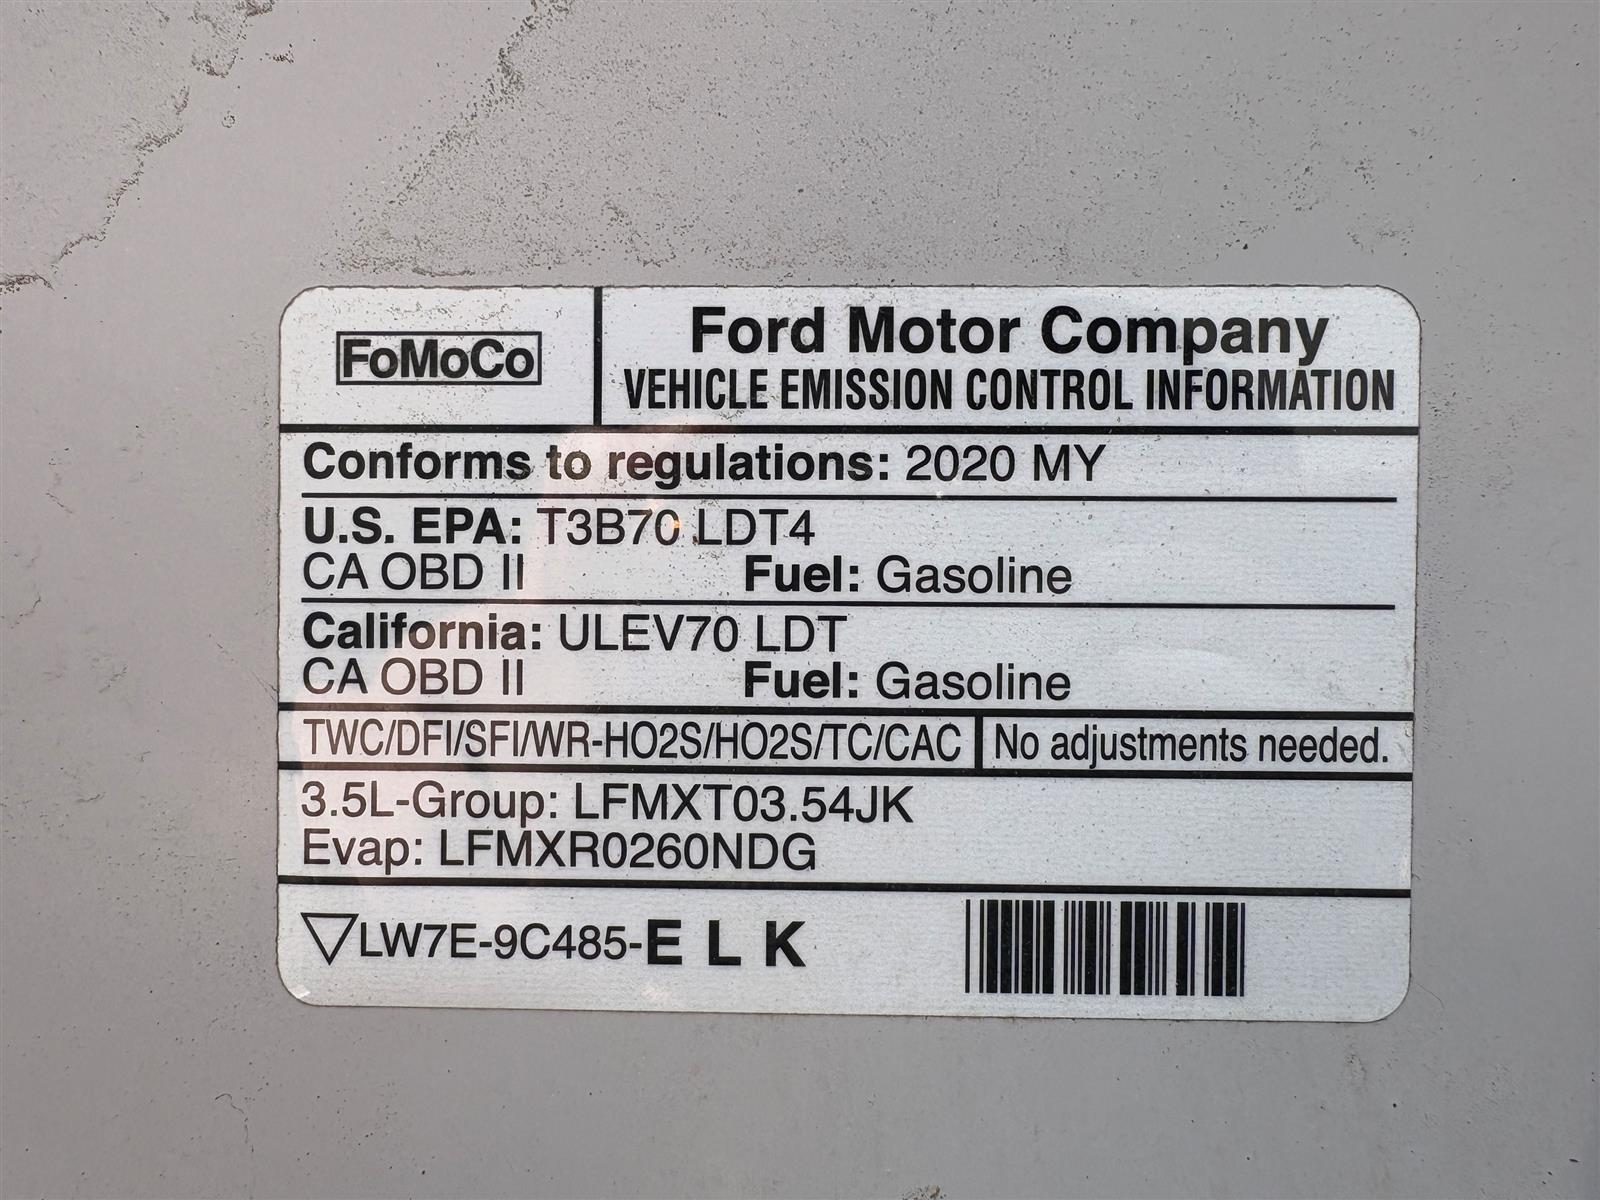 FoMoCo
Ford Motor Company
VEHICLE EMISSION CONTROL INFORMATION
Conforms to regulations: 2020 MY
U.S. EPA: T3B70 LDT4
CA OBD II Fuel: Gasoline
California: ULEV70 LDT
CA OBD II Fuel: Gasoline
TWC/DFI/SFI/WR-HO2S/HO2S/TC/CAC No adjustments needed.
3.5L-Group: LFMXT03.54JK
Evap: LFMXR0260NDG
LW7E-9C485-E L K